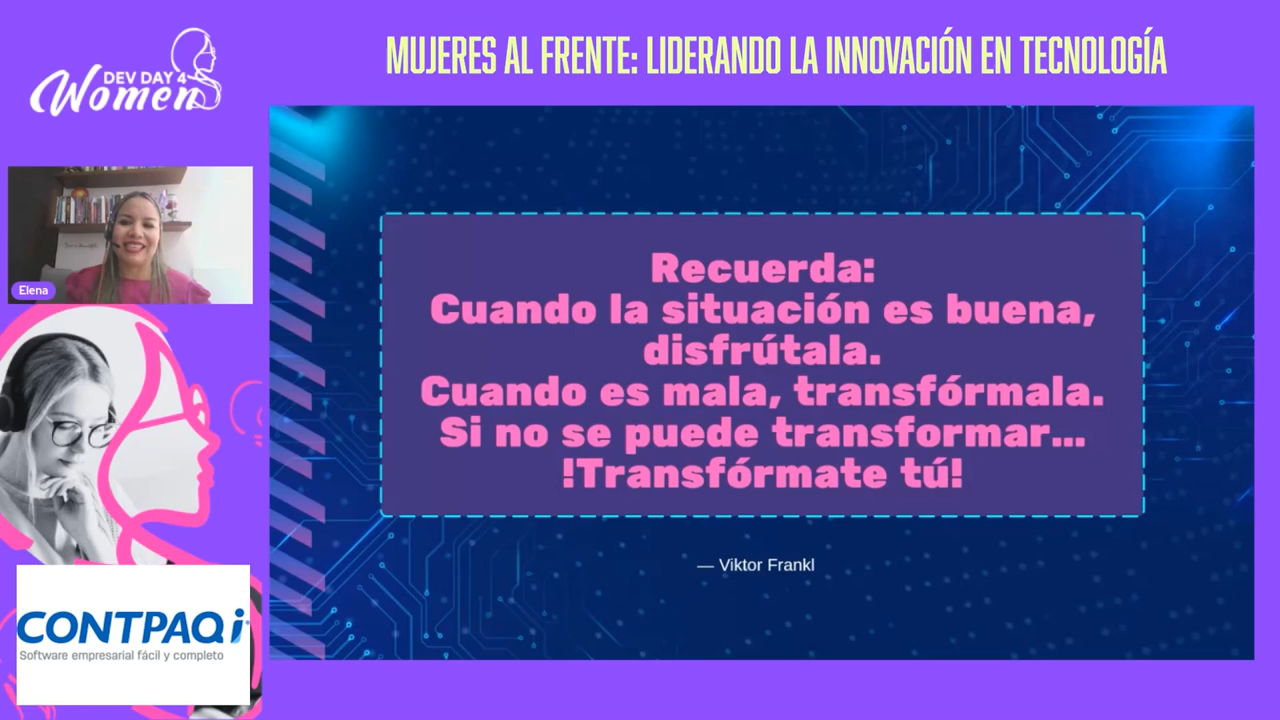 MUJERES AL FRENTE: LIDERANDO LA INNOVACIÓN EN TECNOLOGÍA
DEV DAY 4
Women
Elena
Recuerda:
Cuando la situación es buena,
disfrútala.
Cuando es mala, transfórmala.
Si no se puede transformar...
!Transfórmate tú!
— Viktor Frankl
CONTPAQi
Software empresarial fácil y completo